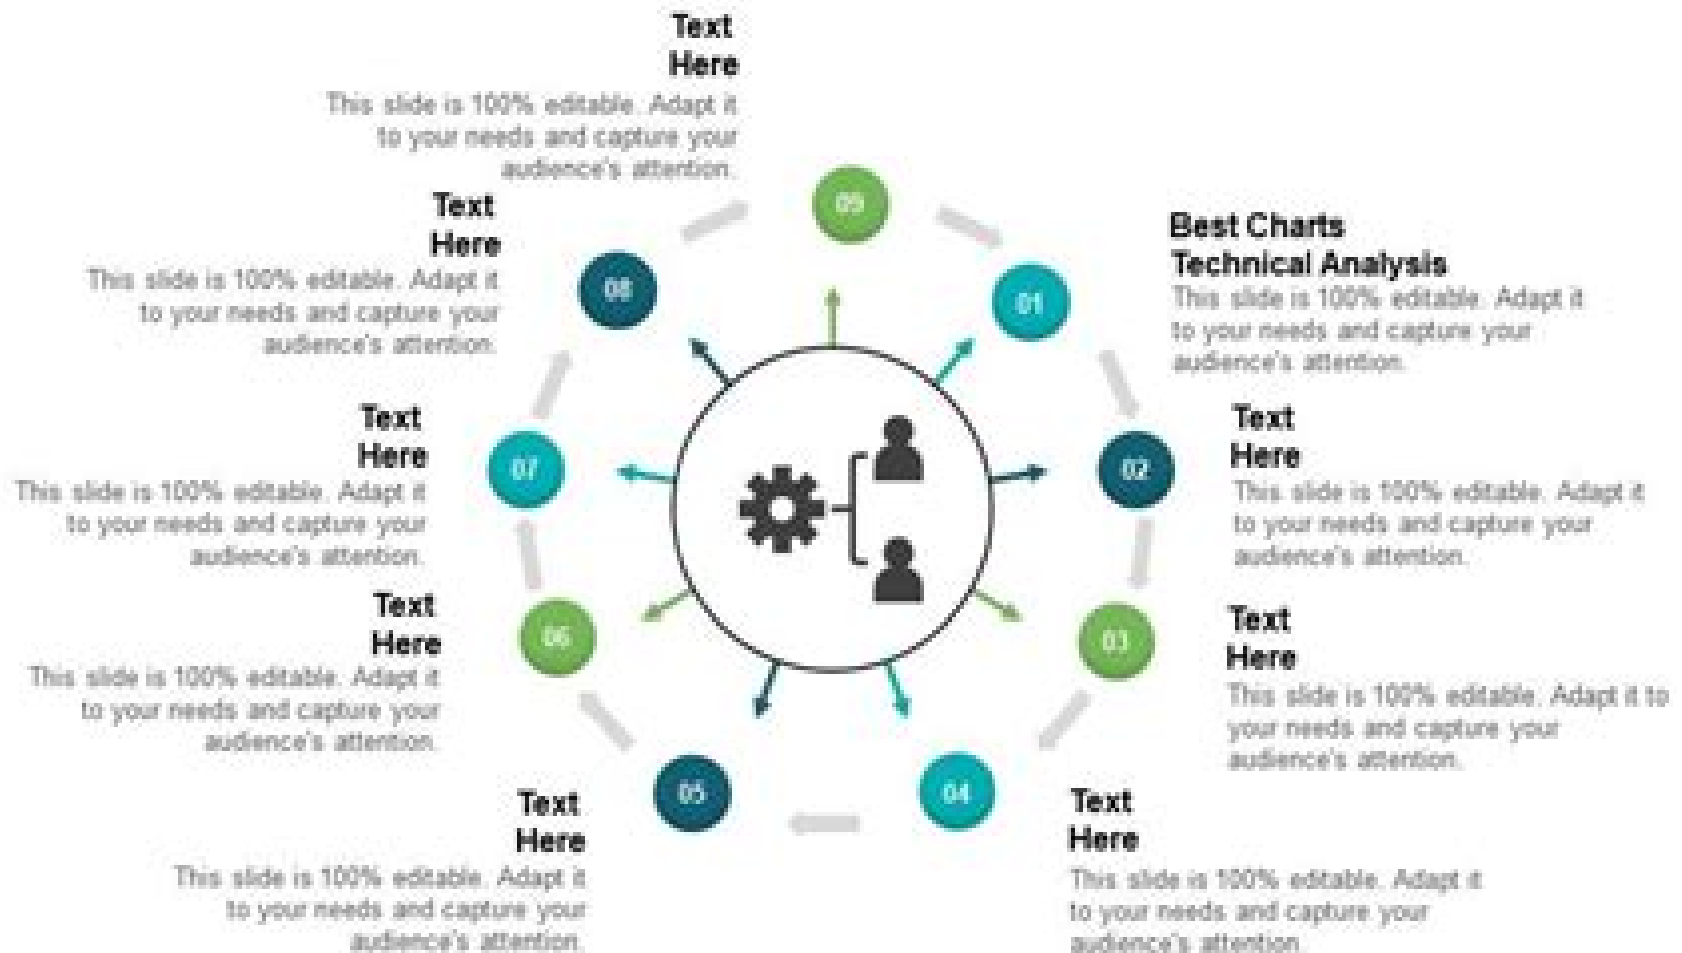 Text
Here
This slide is 100% editable. Adapt it
to your needs and capture your
audience's attention.
09
Best Charts
Technical Analysis
This slide is 100% editable. Adapt it
to your needs and capture your
audience's attention.
01
Text
Here
This slide is 100% editable. Adapt it
to your needs and capture your
audience's attention.
02
Text
Here
This slide is 100% editable. Adapt it to
your needs and capture your
audience's attention.
03
Text
Here
This slide is 100% editable. Adapt it
to your needs and capture your
audience's attention.
04
Text
Here
This slide is 100% editable. Adapt it
to your needs and capture your
audience's attention.
05
Text
Here
This slide is 100% editable. Adapt it
to your needs and capture your
audience's attention.
06
Text
Here
This slide is 100% editable. Adapt it
to your needs and capture your
audience's attention.
07
Text
Here
This slide is 100% editable. Adapt it
to your needs and capture your
audience's attention.
08